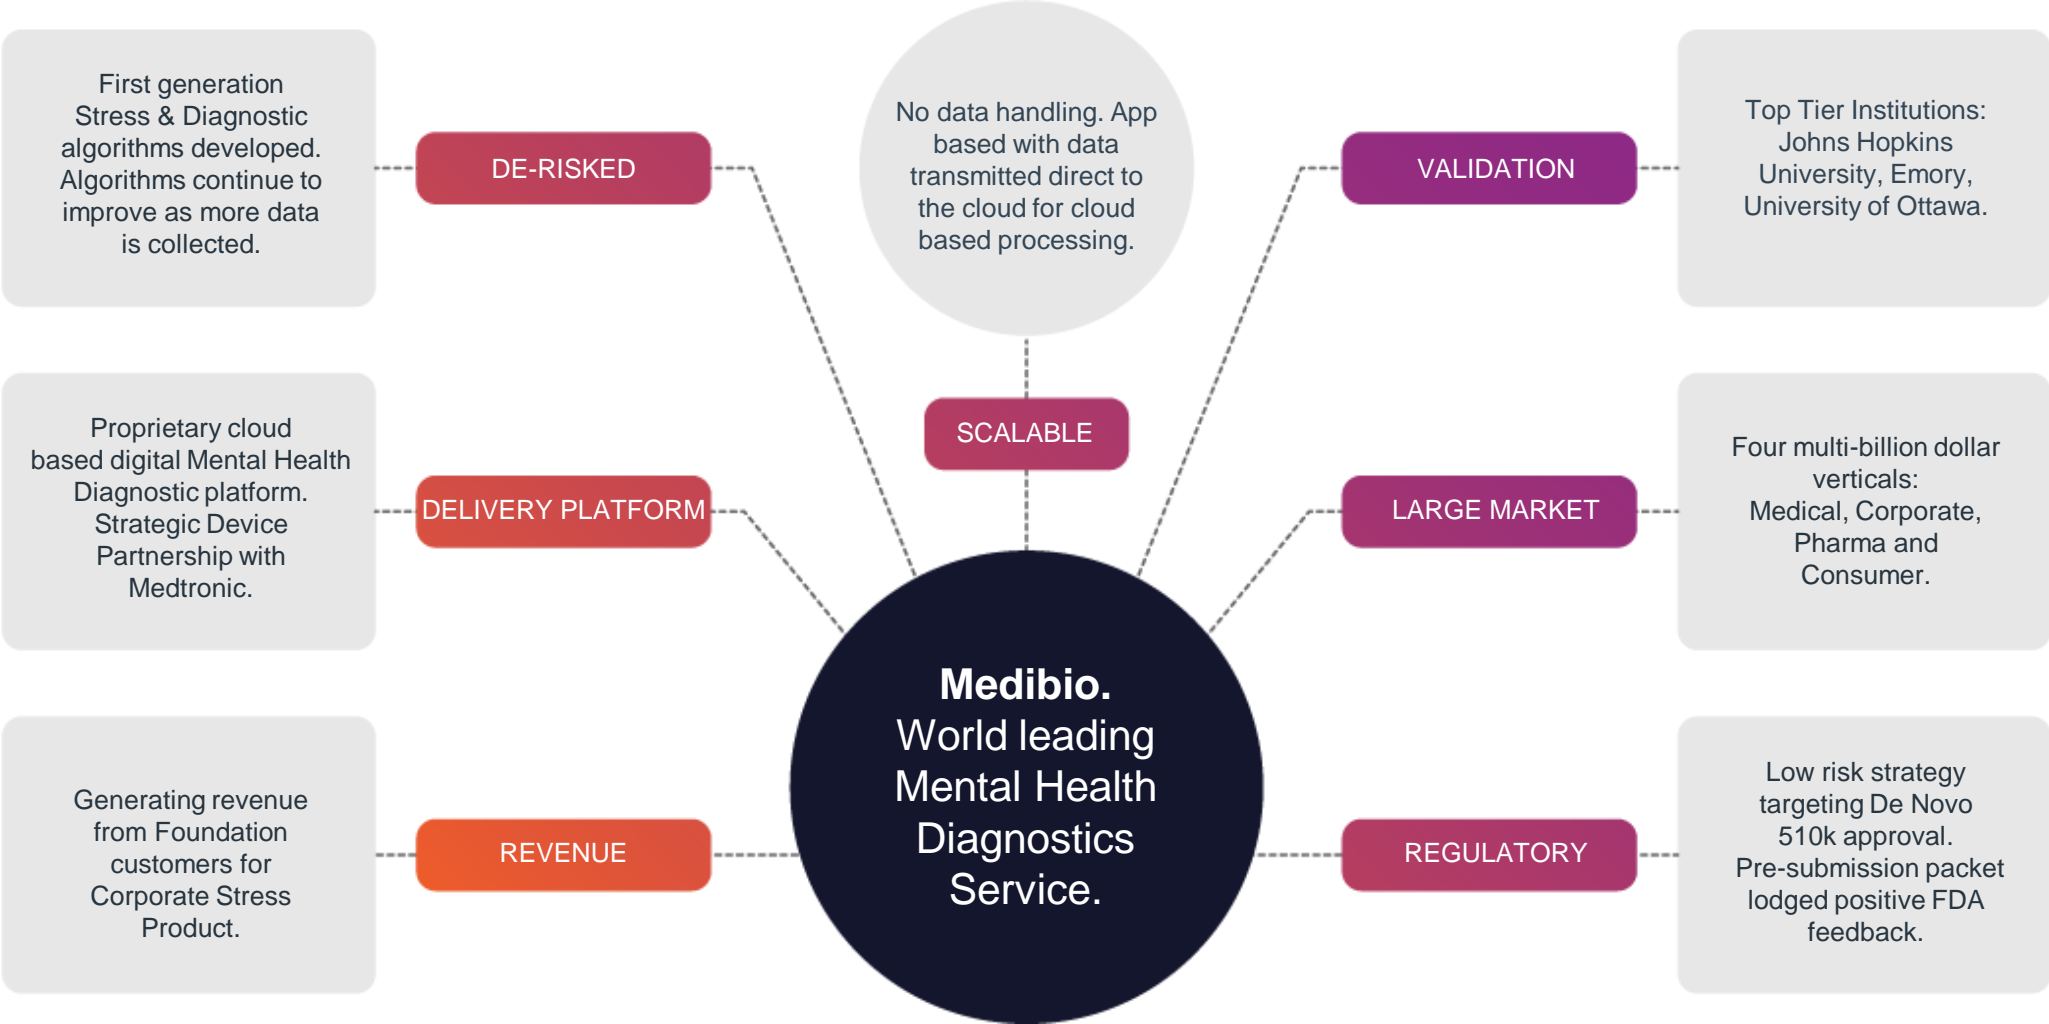 First generation
Stress & Diagnostic
algorithms developed.
Algorithms continue to
improve as more data
is collected.
DE-RISKED
No data handling. App
based with data
transmitted direct to
the cloud for cloud
based processing.
VALIDATION
Top Tier Institutions:
Johns Hopkins
University, Emory,
University of Ottawa.
SCALABLE
Proprietary cloud
based digital Mental Health
Diagnostic platform.
Strategic Device
Partnership with
Medtronic.
DELIVERY PLATFORM
LARGE MARKET
Four multi-billion dollar
verticals:
Medical, Corporate,
Pharma and
Consumer.
Medibio.
World leading
Mental Health
Diagnostics
Service.
Generating revenue
from Foundation
customers for
Corporate Stress
Product.
REVENUE
REGULATORY
Low risk strategy
targeting De Novo
510k approval.
Pre-submission packet
lodged positive FDA
feedback.